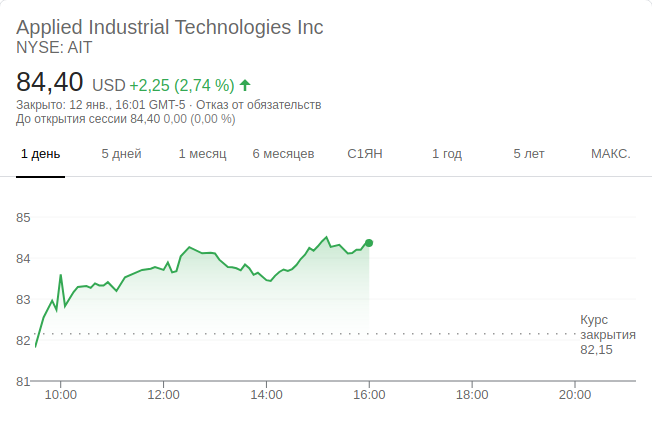 Applied Industrial Technologies Inc
NYSE: AIT
84,40 USD +2,25 (2,74 %)
Закрыто: 12 янв., 16:01 GMT-5 · Отказ от обязательств
До открытия сессии 84,40 0,00 (0,00 %)
1 день 5 дней 1 месяц 6 месяцев С1ЯН 1 год 5 лет МАКС.
85
84
83
Курс
закрытия
82,15
82
81
10:00 12:00 14:00 16:00 18:00 20:00